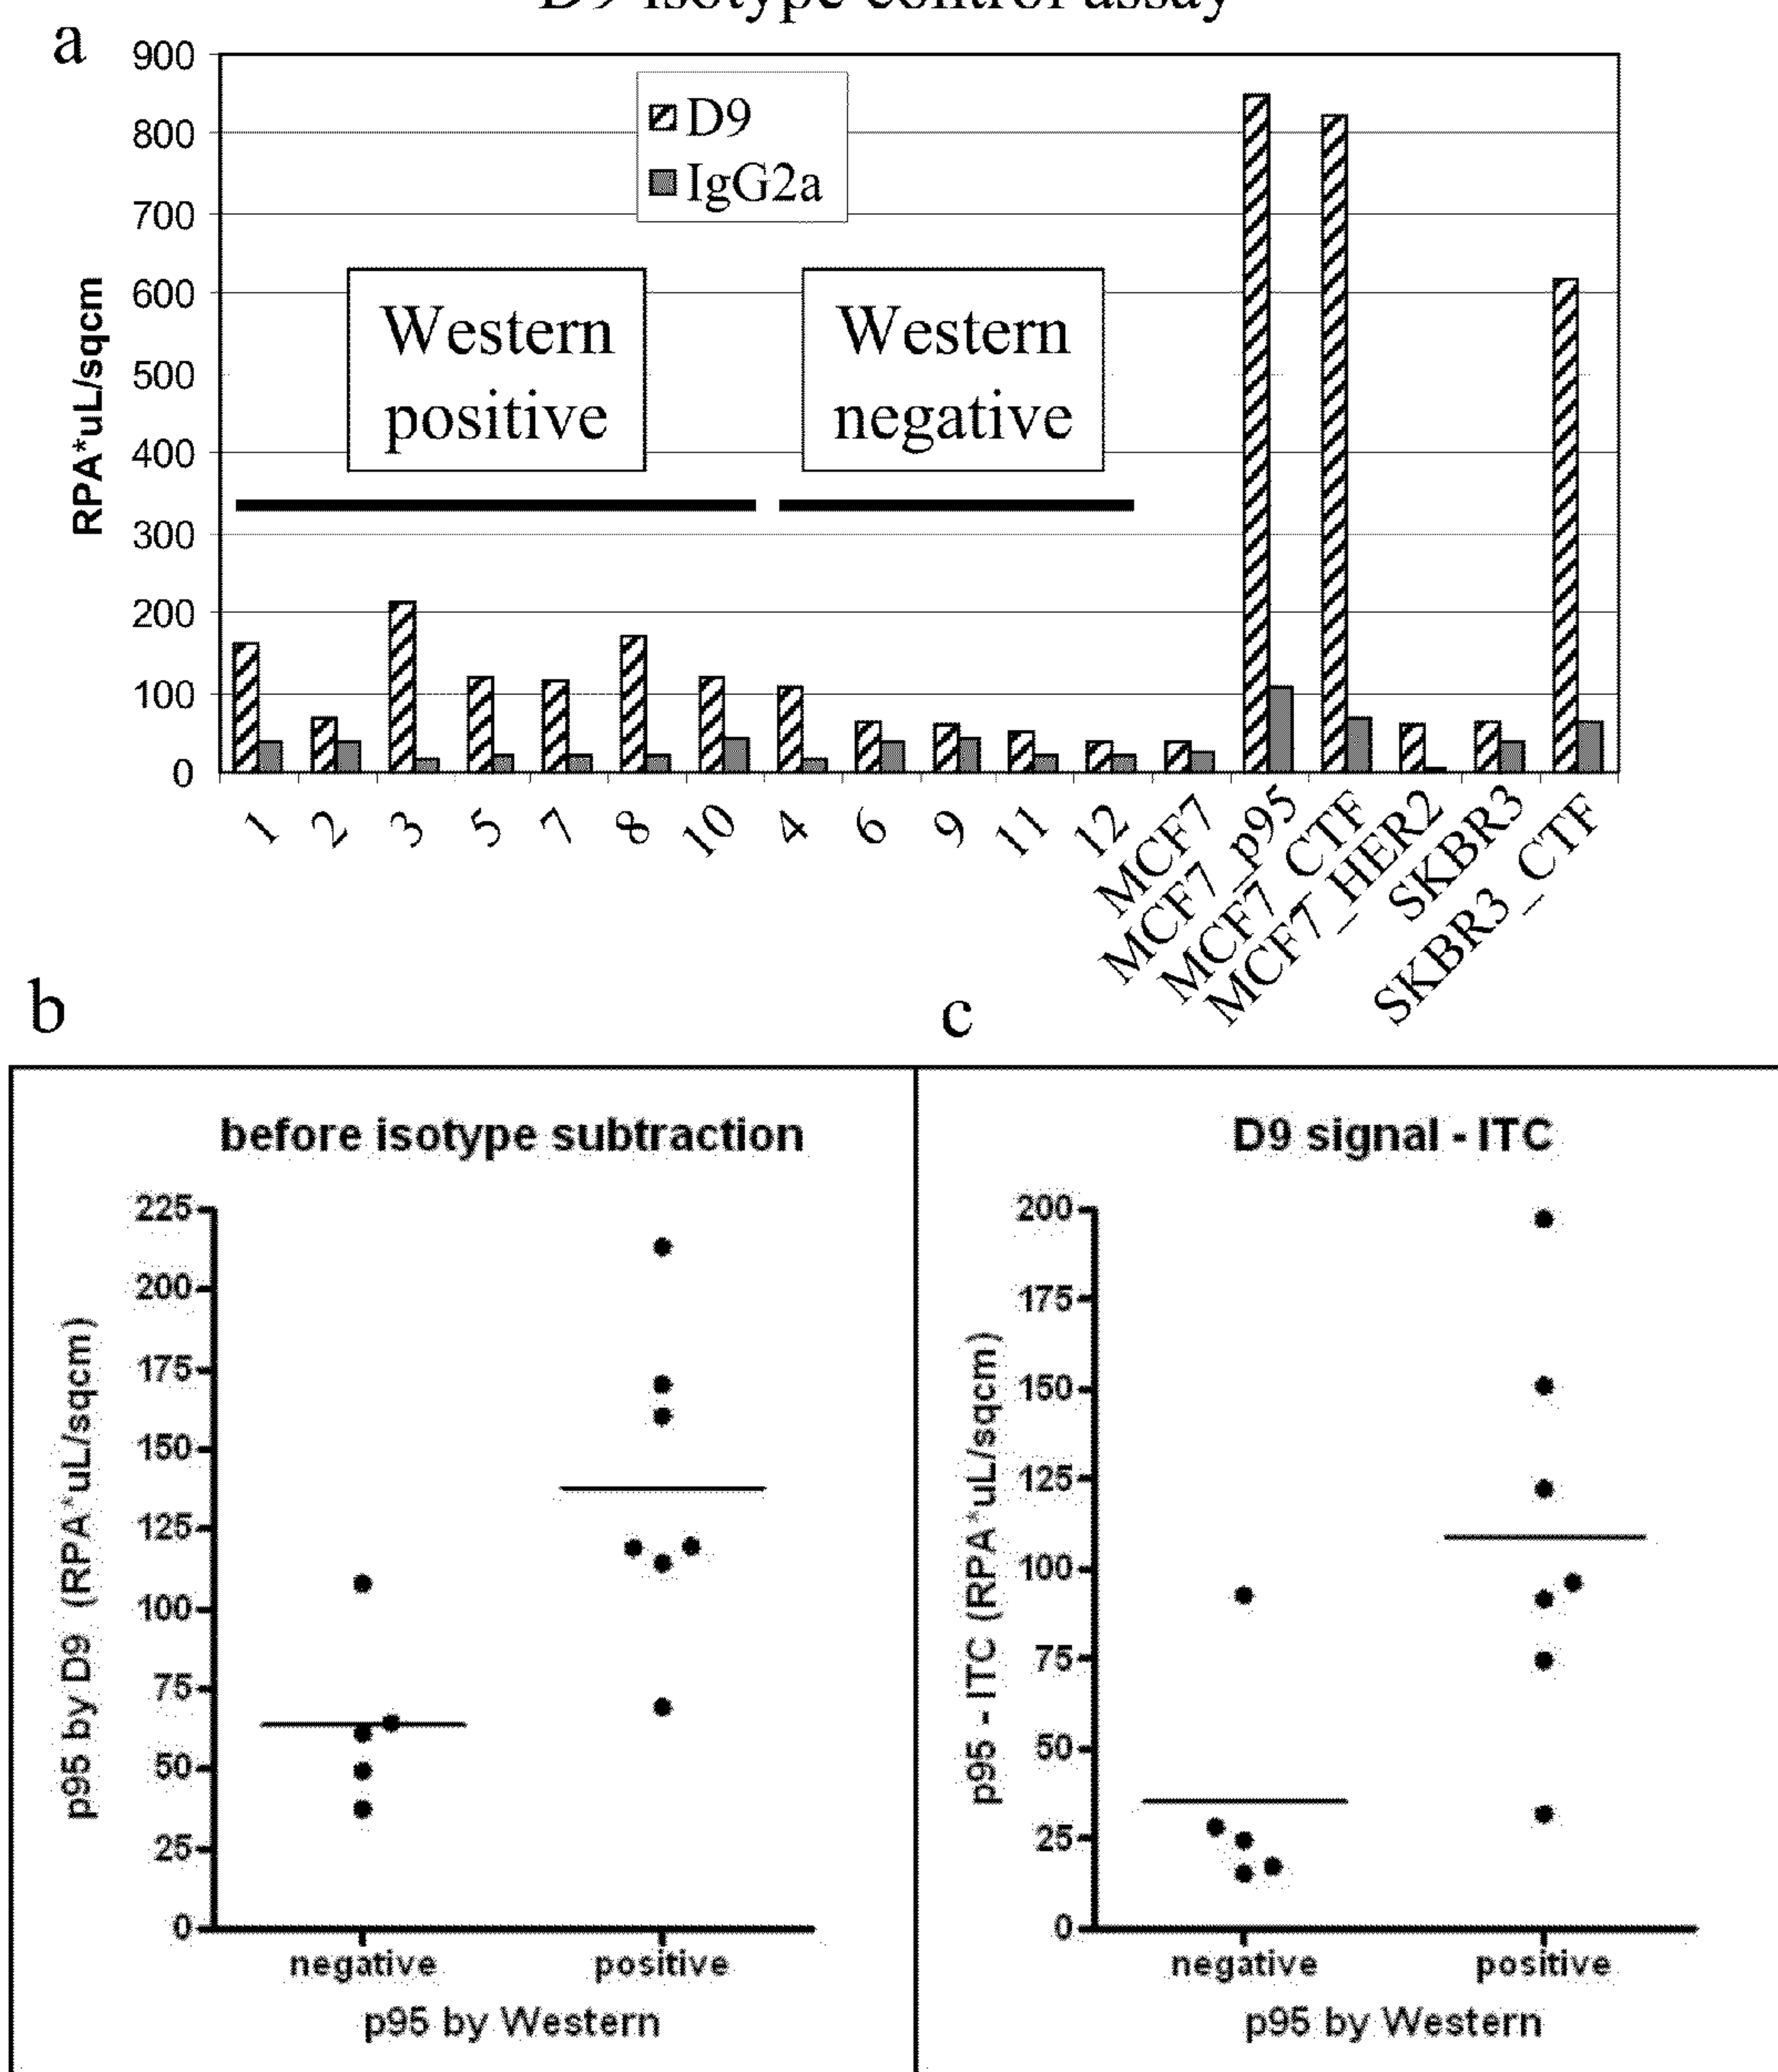 D9 isotype control assay
a
900
800
700
600
500
400
300
200
100
0
RPA*uL/sqcm
D9
IgG2a
Western
positive
Western
negative
1
2
3
5
7
8
10
4
6
9
11
12
MCF7
MCF7_p95
MCF7_CTF
MCF7_HER2
SKBR3
SKBR3_CTF
b
before isotype subtraction
225
200
175
150
125
100
75
50
25
0
p95 by D9 (RPA*uL/sqcm)
negative
positive
p95 by Western
c
D9 signal - ITC
200
175
150
125
100
75
50
25
0
p95 - ITC (RPA*uL/sqcm)
negative
positive
p95 by Western